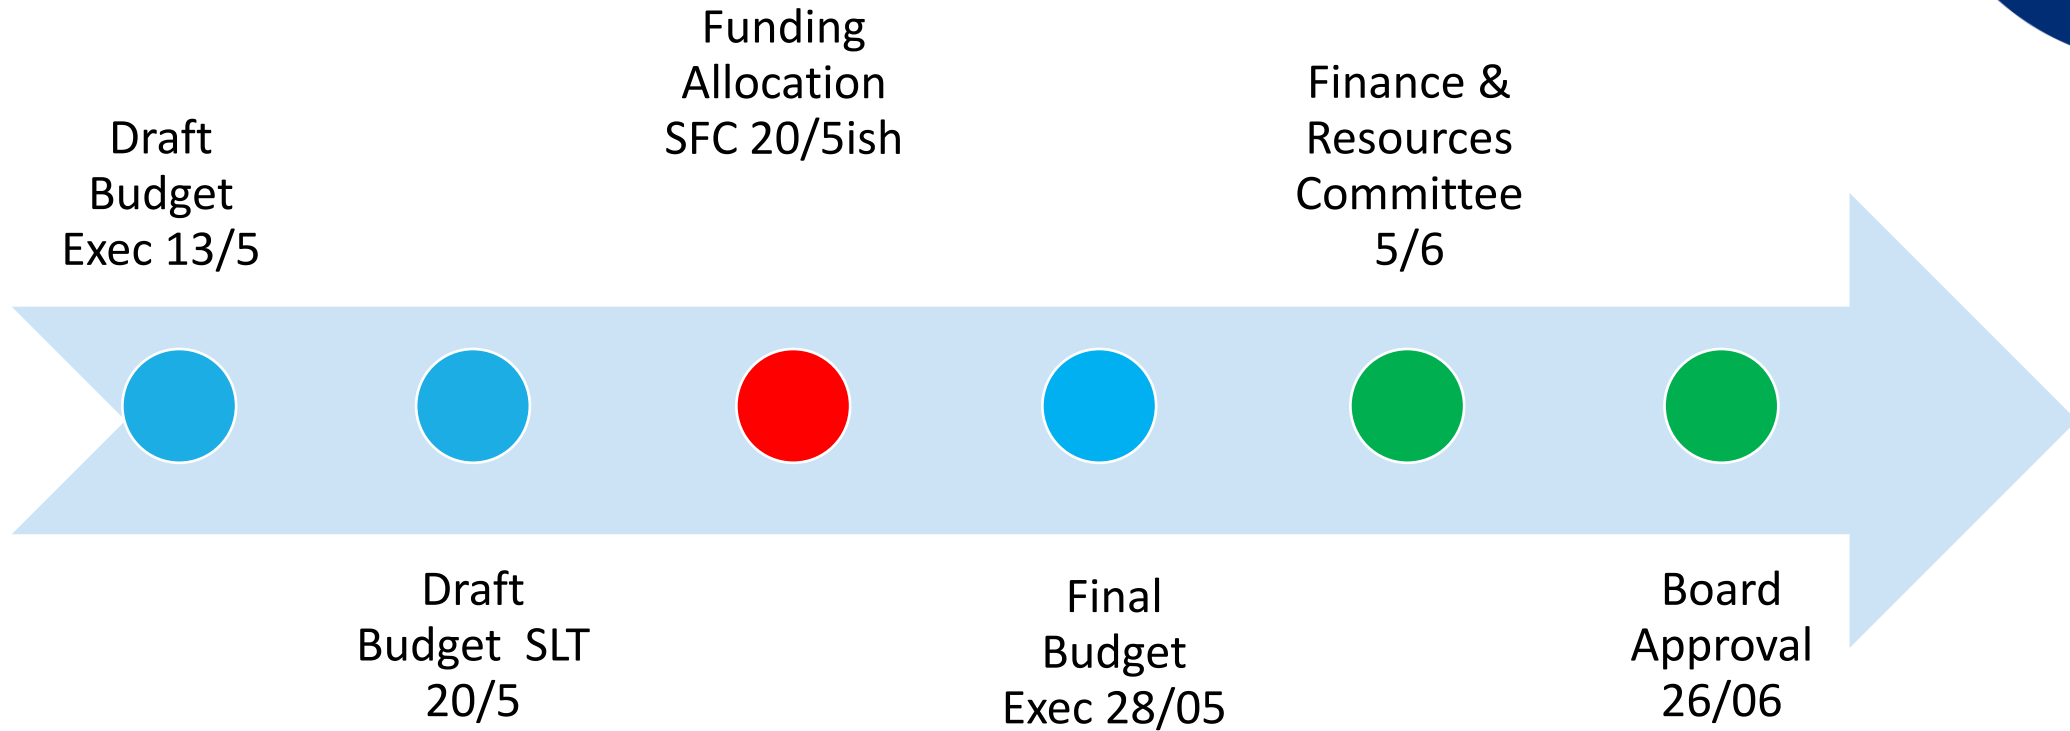 Draft
Budget
Exec 13/5
Draft
Budget  SLT
20/5
Funding
Allocation
SFC 20/5ish
Final
Budget
Exec 28/05
Finance &
Resources
Committee
5/6
Board
Approval
26/06